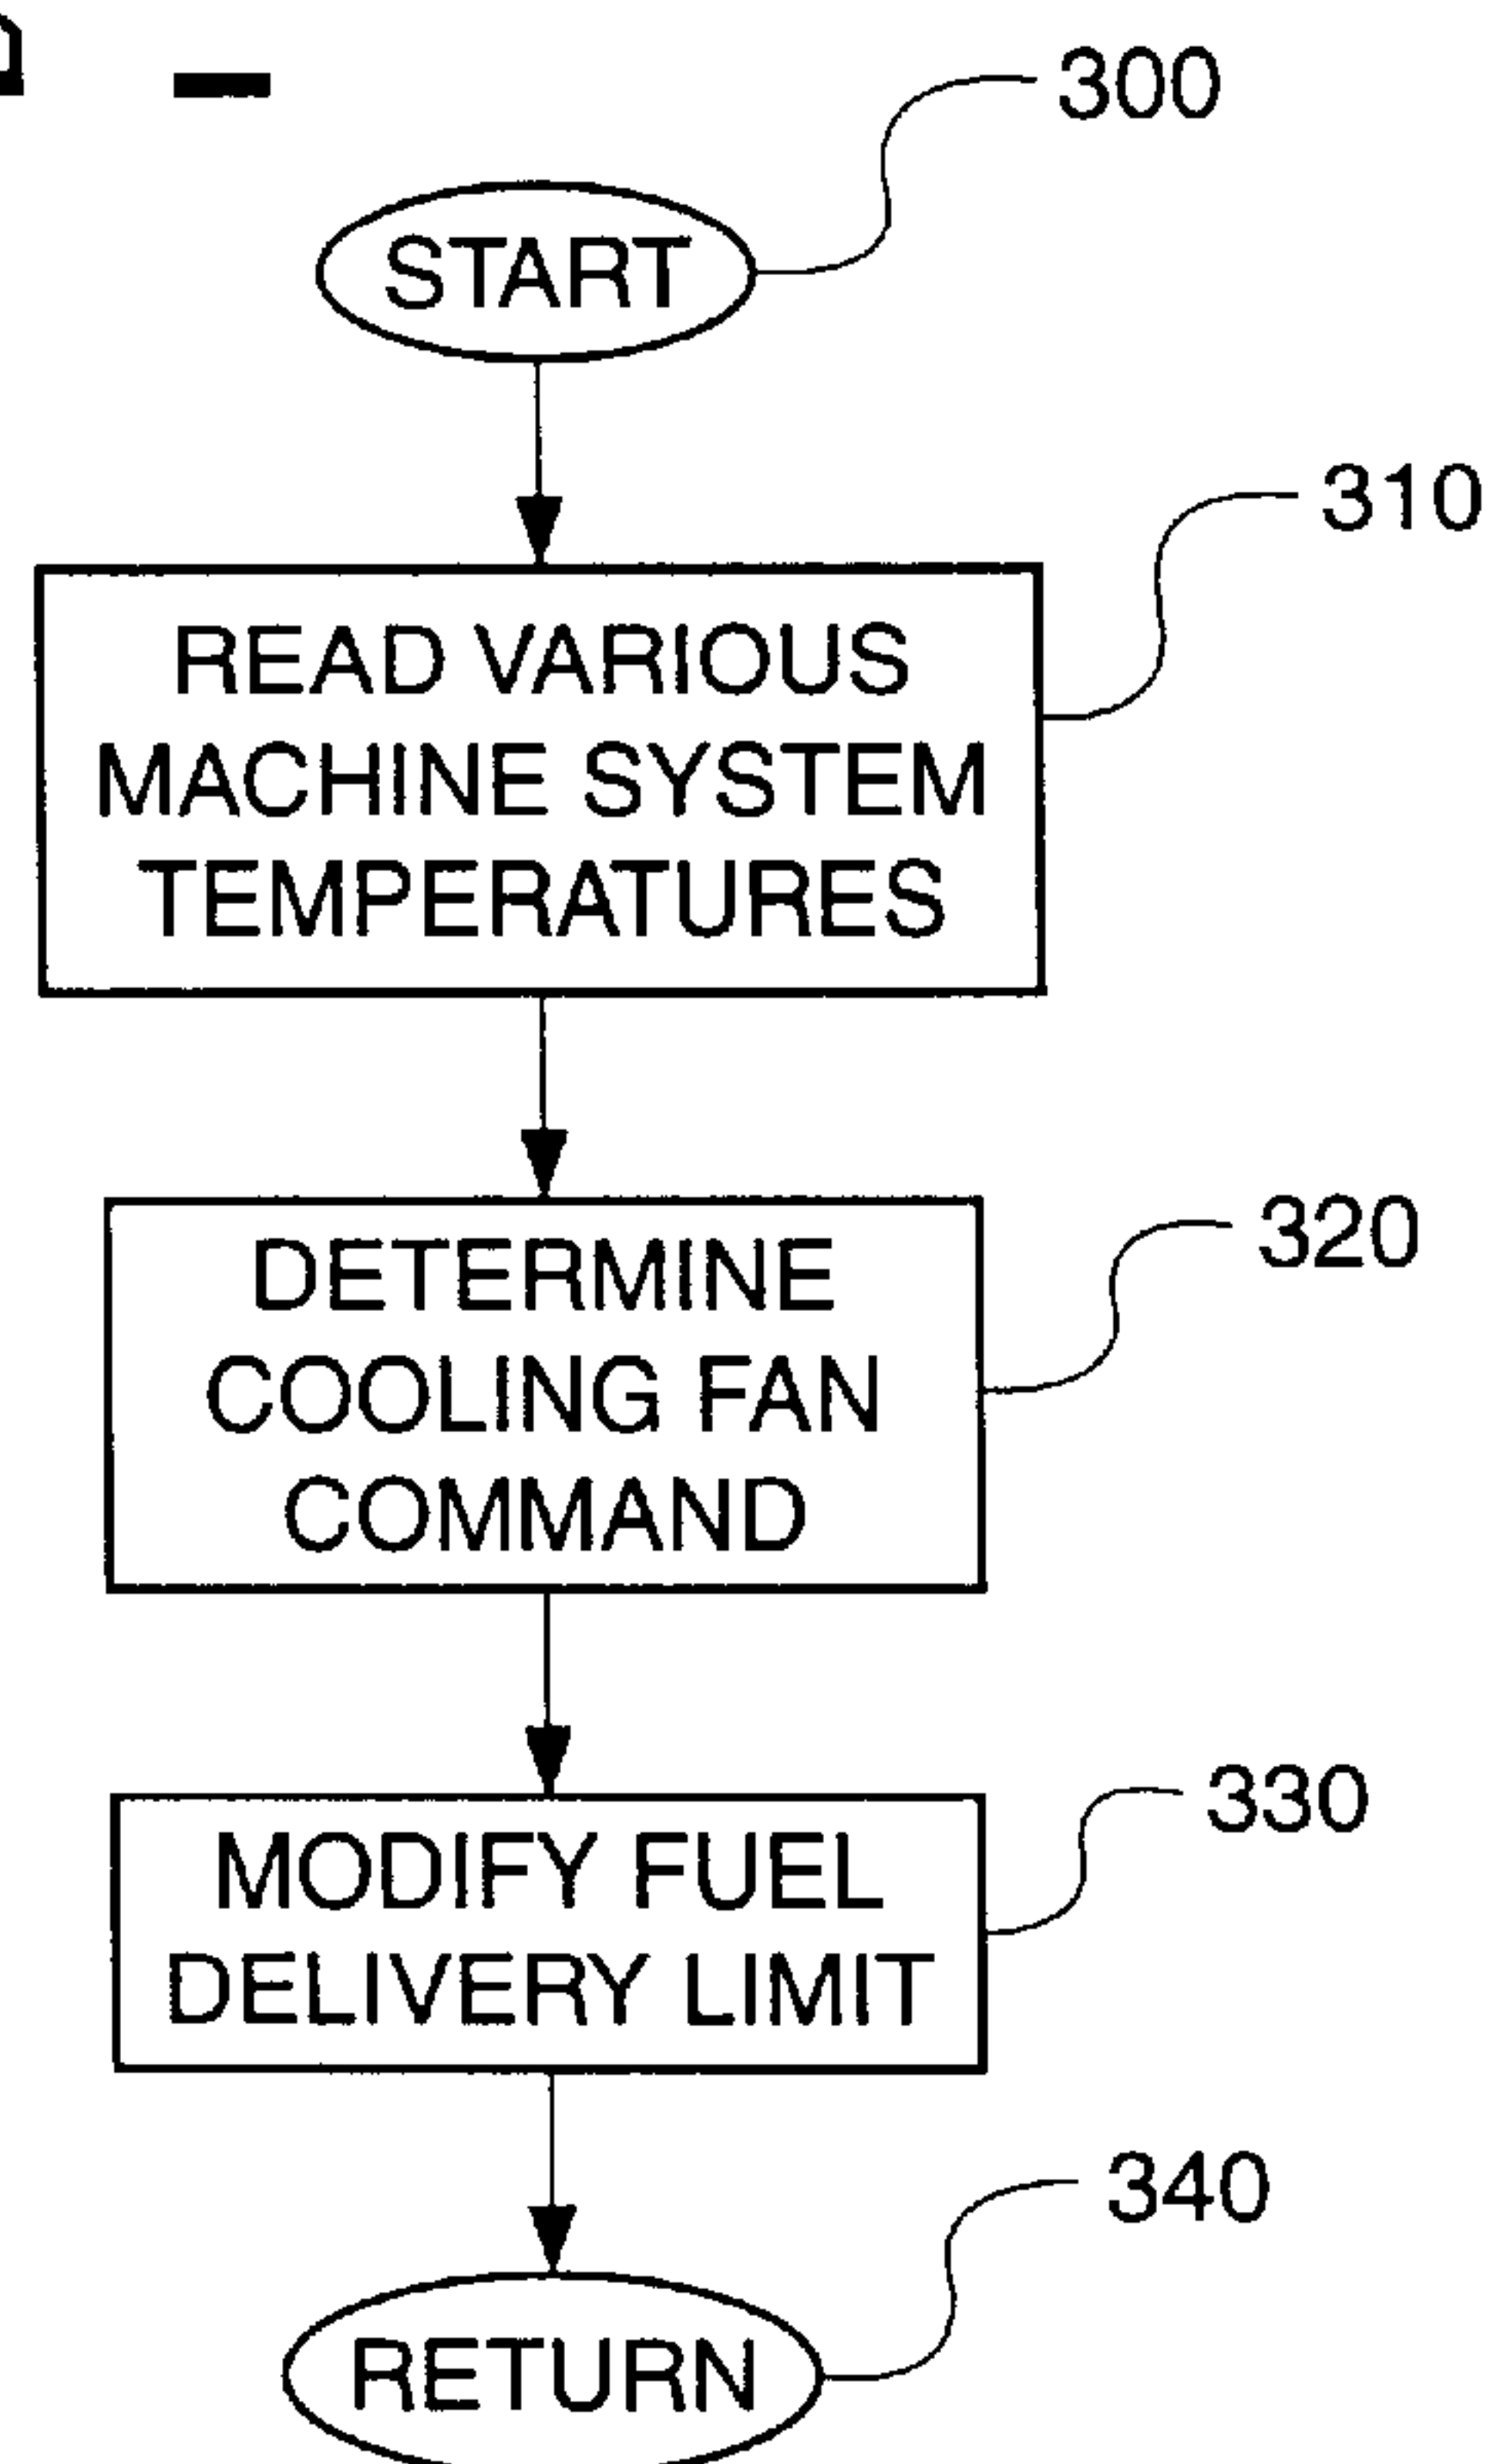 300
START
310
READ VARIOUS
MACHINE SYSTEM
TEMPERATURES
320
DETERMINE
COOLING FAN
COMMAND
330
MODIFY FUEL
DELIVERY LIMIT
340
RETURN